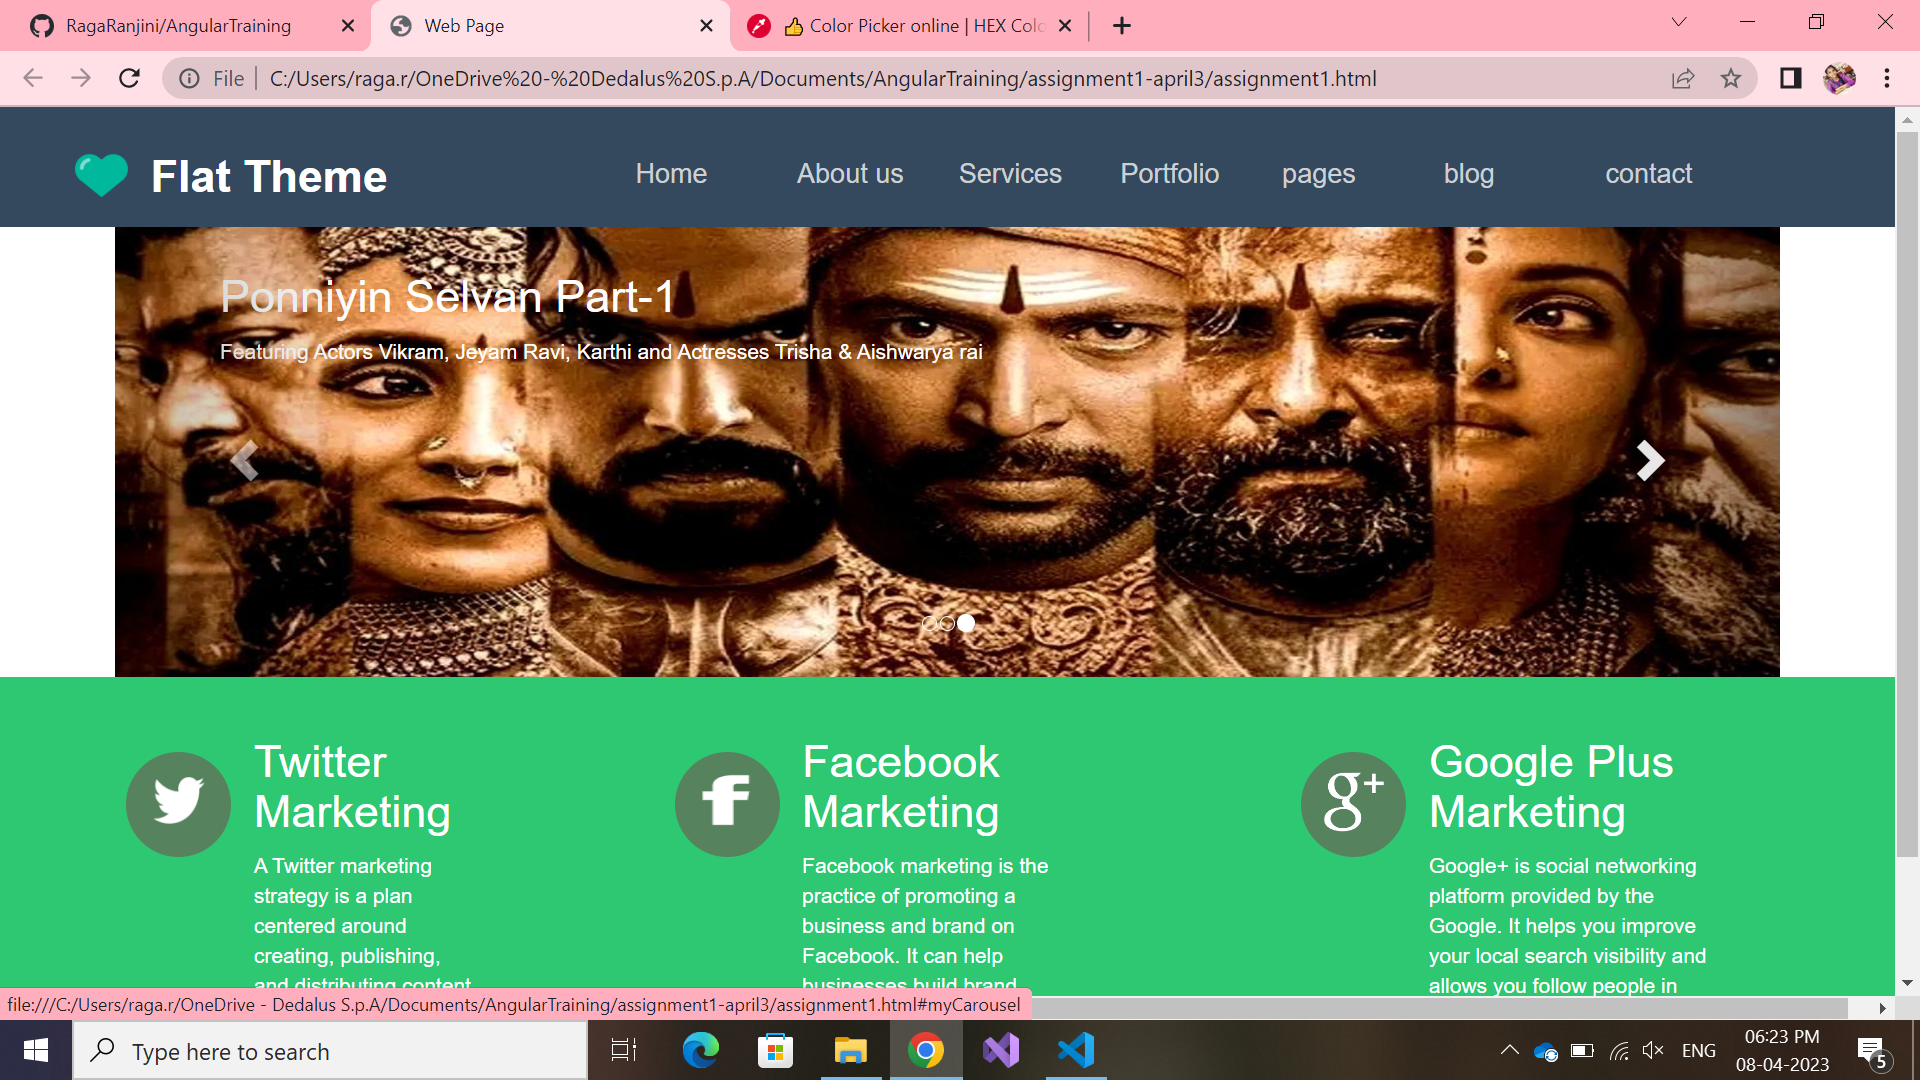 RagaRanjini/AngularTraining
Web Page
👍 Color Picker online | HEX Colo
File
C:/Users/raga.r/OneDrive%20-%20Dedalus%20S.p.A/Documents/AngularTraining/assignment1-april3/assignment1.html
Flat Theme
Home
About us
Services
Portfolio
pages
blog
contact
Ponniyin Selvan Part-1
Featuring Actors Vikram, Jeyam Ravi, Karthi and Actresses Trisha & Aishwarya rai
Twitter
Marketing
A Twitter marketing
strategy is a plan
centered around
creating, publishing,
and distributing content
Facebook
Marketing
Facebook marketing is the
practice of promoting a
business and brand on
Facebook. It can help
businesses build brand
g+
Google Plus
Marketing
Google+ is social networking
platform provided by the
Google. It helps you improve
your local search visibility and
allows you follow people in
file:///C:/Users/raga.r/OneDrive - Dedalus S.p.A/Documents/AngularTraining/assignment1-april3/assignment1.html#myCarousel
Type here to search
ENG
06:23 PM
08-04-2023
5